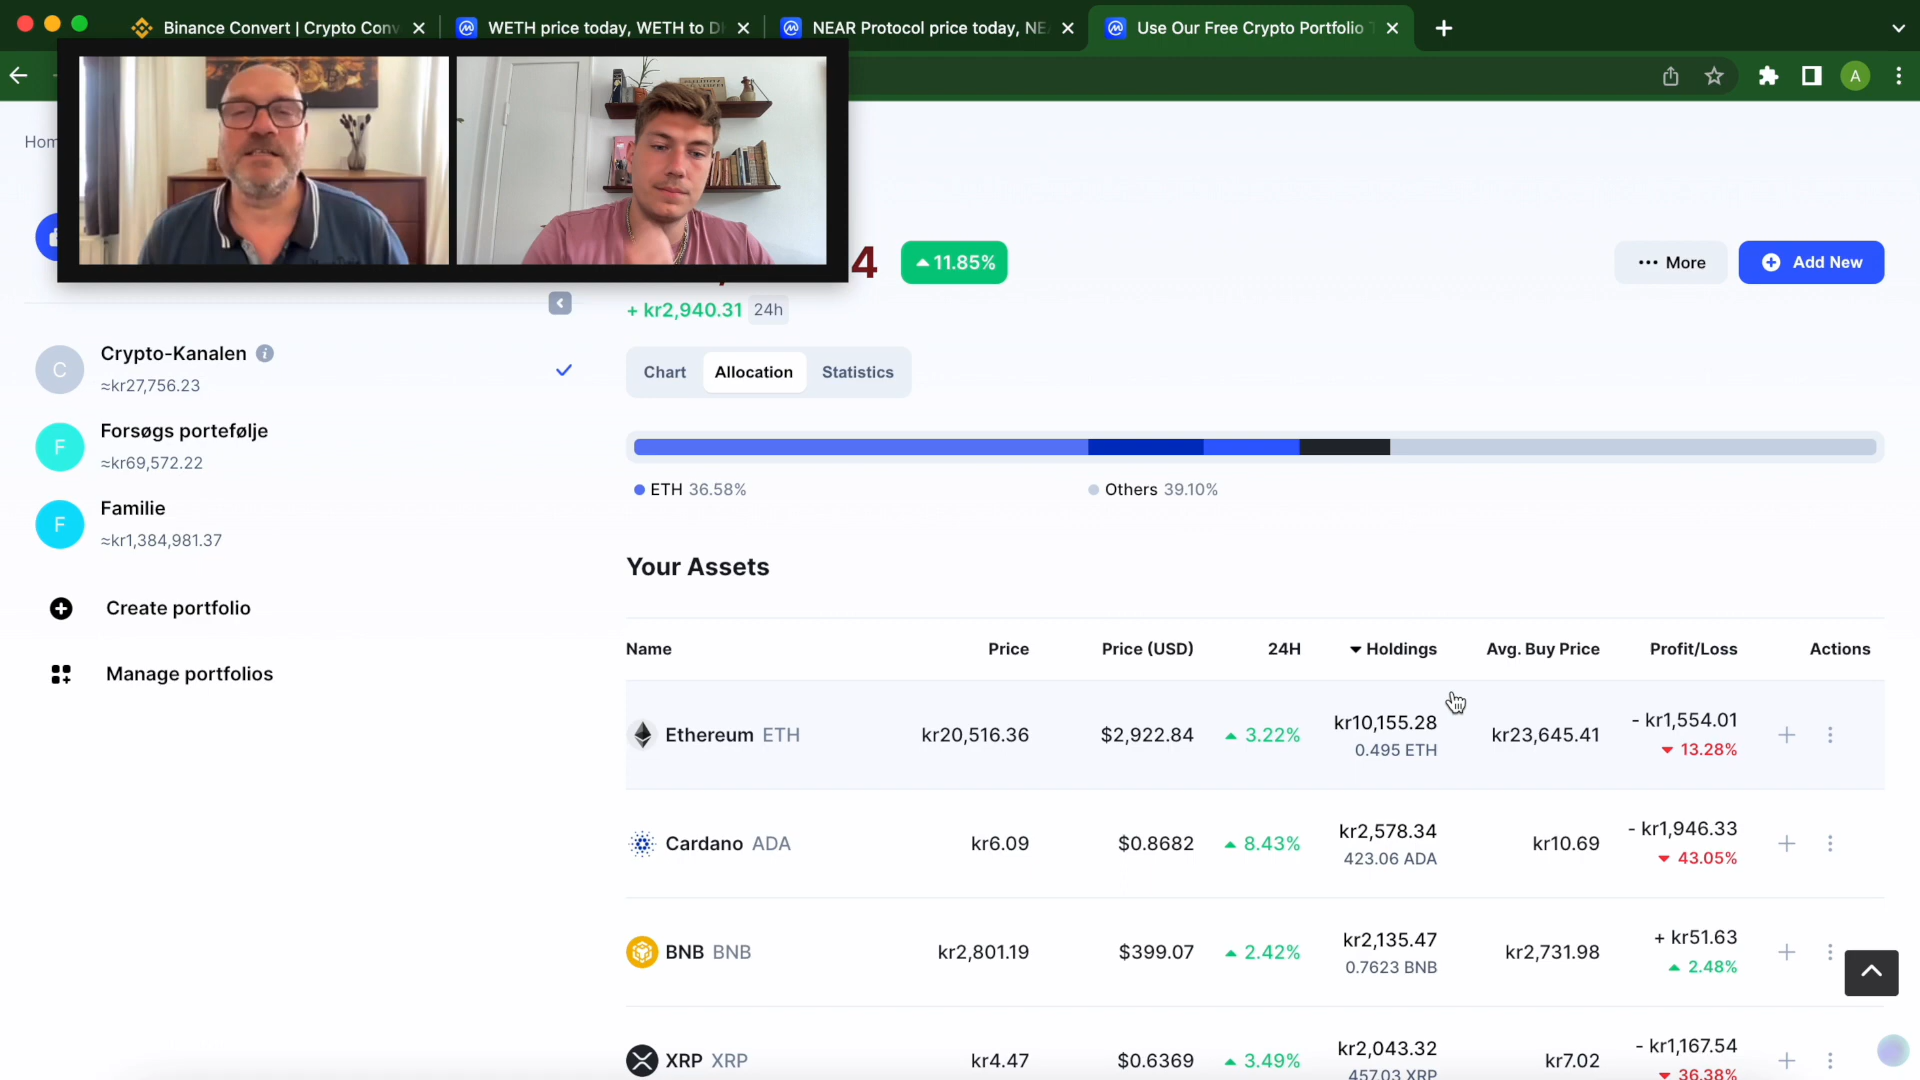 Binance Convert | Crypto Conv
WETH price today, WETH to D
NEAR Protocol price today, NE
Use Our Free Crypto Portfolio T
A
Hom
4
11.85%
More
Add New
+ kr2,940.31 24h
C
Crypto-Kanalen
≈kr27,756.23
F
Forsøgs portefølje
≈kr69,572.22
F
Familie
≈kr1,384,981.37
Create portfolio
Manage portfolios
Chart Allocation Statistics
ETH 36.58% Others 39.10%
Your Assets
Name Price Price (USD) 24H Holdings Avg. Buy Price Profit/Loss Actions
Ethereum ETH kr20,516.36 $2,922.84 3.22% kr10,155.28 kr23,645.41 - kr1,554.01
0.495 ETH 13.28%
Cardano ADA kr6.09 $0.8682 8.43% kr2,578.34 kr10.69 - kr1,946.33
423.06 ADA 43.05%
BNB BNB kr2,801.19 $399.07 2.42% kr2,135.47 kr2,731.98 + kr51.63
0.7623 BNB 2.48%
XRP XRP kr4.47 $0.6369 3.49% kr2,043.32 kr7.02 - kr1,167.54
457.03 XRP 36.38%